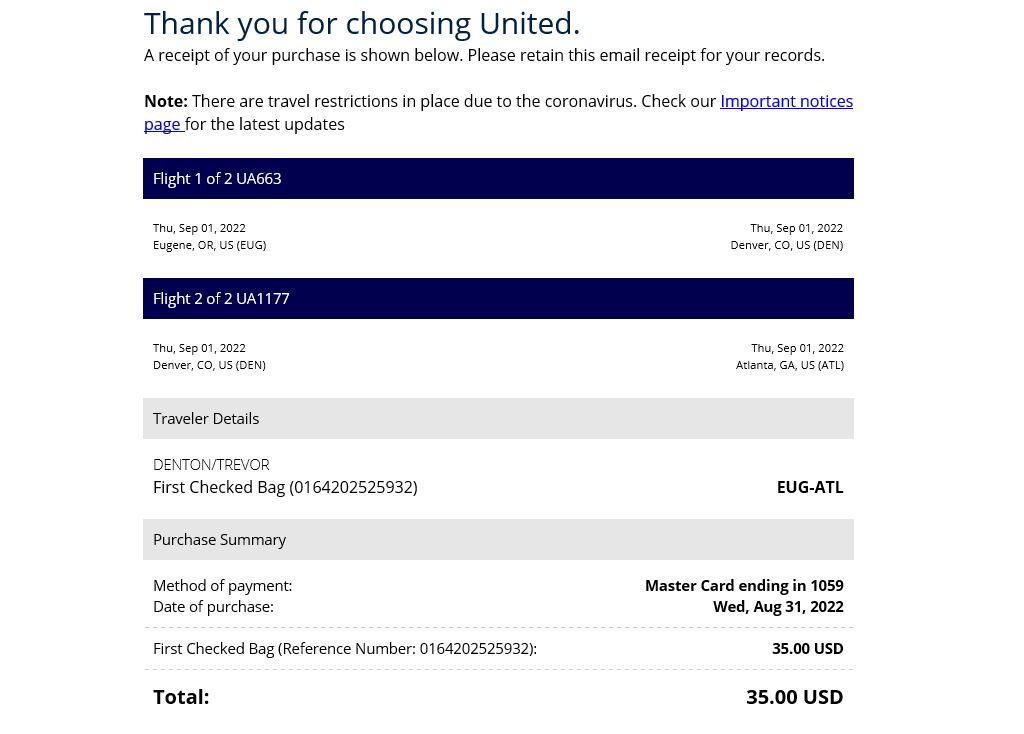 Thank you for choosing United.
A receipt of your purchase is shown below. Please retain this email receipt for your records.
Note: There are travel restrictions in place due to the coronavirus. Check our Important notices
page for the latest updates
Flight 1 of 2 UA663
Thu, Sep 01, 2022 Thu, Sep 01, 2022
Eugene, OR, US (EUG) Denver, CO, US (DEN)
Flight 2 of 2 UA1177
Thu, Sep 01, 2022 Thu, Sep 01, 2022
Denver, CO, US (DEN) Atlanta, GA, US (ATL)
Traveler Details
DENTON/TREVOR
First Checked Bag (0164202525932) EUG-ATL
Purchase Summary
Method of payment: Master Card ending in 1059
Date of purchase: Wed, Aug 31, 2022
First Checked Bag (Reference Number: 0164202525932): 35.00 USD
Total: 35.00 USD